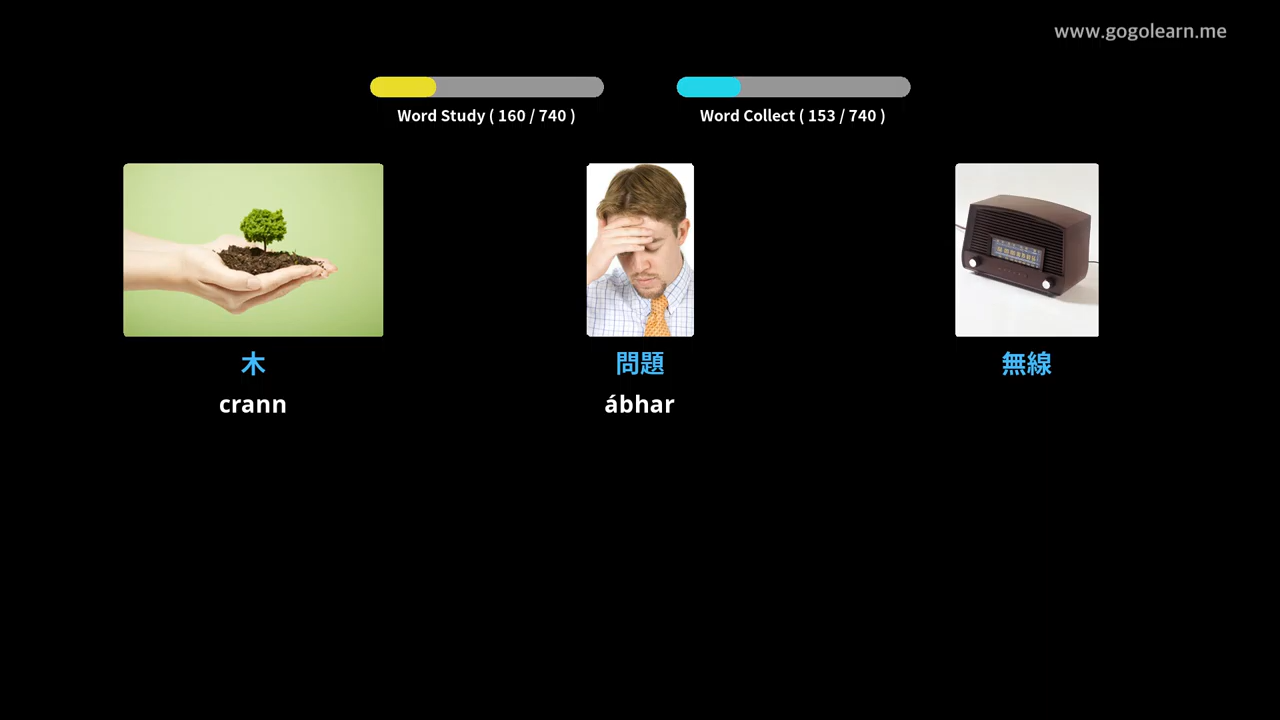 www.gogolearn.me
Word Study ( 160 / 740 )
Word Collect ( 153 / 740 )
木
問題
無線
crann
ábhar